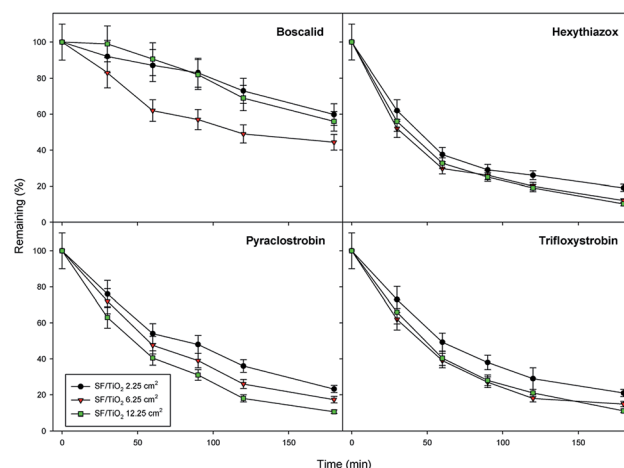 Boscalid
Hexythiazox
100
80
60
40
20
0
Pyraclostrobin
Trifloxystrobin
100
80
60
40
20
0
Remaining (%)
SF/TiO2 2.25 cm2
SF/TiO2 6.25 cm2
SF/TiO2 12.25 cm2
0 50 100 150 0 50 100 150
Time (min)